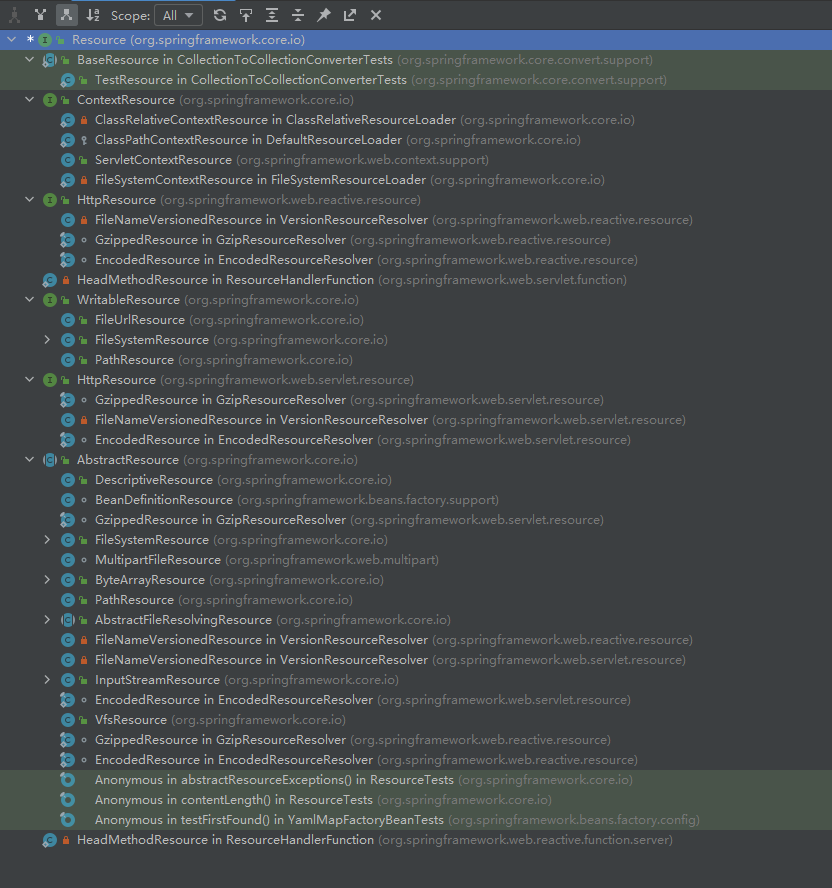 Scope: All
* Resource (org.springframework.core.io)
BaseResource in CollectionToCollectionConverterTests (org.springframework.core.convert.support)
TestResource in CollectionToCollectionConverterTests (org.springframework.core.convert.support)
ContextResource (org.springframework.core.io)
ClassRelativeContextResource in ClassRelativeResourceLoader (org.springframework.core.io)
ClassPathContextResource in DefaultResourceLoader (org.springframework.core.io)
ServletContextResource (org.springframework.web.context.support)
FileSystemContextResource in FileSystemResourceLoader (org.springframework.core.io)
HttpResource (org.springframework.web.reactive.resource)
FileNameVersionedResource in VersionResourceResolver (org.springframework.web.reactive.resource)
GzippedResource in GzipResourceResolver (org.springframework.web.reactive.resource)
EncodedResource in EncodedResourceResolver (org.springframework.web.reactive.resource)
HeadMethodResource in ResourceHandlerFunction (org.springframework.web.servlet.function)
WritableResource (org.springframework.core.io)
FileUrlResource (org.springframework.core.io)
FileSystemResource (org.springframework.core.io)
PathResource (org.springframework.core.io)
HttpResource (org.springframework.web.servlet.resource)
GzippedResource in GzipResourceResolver (org.springframework.web.servlet.resource)
FileNameVersionedResource in VersionResourceResolver (org.springframework.web.servlet.resource)
EncodedResource in EncodedResourceResolver (org.springframework.web.servlet.resource)
AbstractResource (org.springframework.core.io)
DescriptiveResource (org.springframework.core.io)
BeanDefinitionResource (org.springframework.beans.factory.support)
GzippedResource in GzipResourceResolver (org.springframework.web.servlet.resource)
FileSystemResource (org.springframework.core.io)
MultipartFileResource (org.springframework.web.multipart)
ByteArrayResource (org.springframework.core.io)
PathResource (org.springframework.core.io)
AbstractFileResolvingResource (org.springframework.core.io)
FileNameVersionedResource in VersionResourceResolver (org.springframework.web.reactive.resource)
FileNameVersionedResource in VersionResourceResolver (org.springframework.web.servlet.resource)
InputStreamResource (org.springframework.core.io)
EncodedResource in EncodedResourceResolver (org.springframework.web.servlet.resource)
VfsResource (org.springframework.core.io)
GzippedResource in GzipResourceResolver (org.springframework.web.reactive.resource)
EncodedResource in EncodedResourceResolver (org.springframework.web.reactive.resource)
Anonymous in abstractResourceExceptions() in ResourceTests (org.springframework.core.io)
Anonymous in contentLength() in ResourceTests (org.springframework.core.io)
Anonymous in testFirstFound() in YamlMapFactoryBeanTests (org.springframework.beans.factory.config)
HeadMethodResource in ResourceHandlerFunction (org.springframework.web.reactive.function.server)